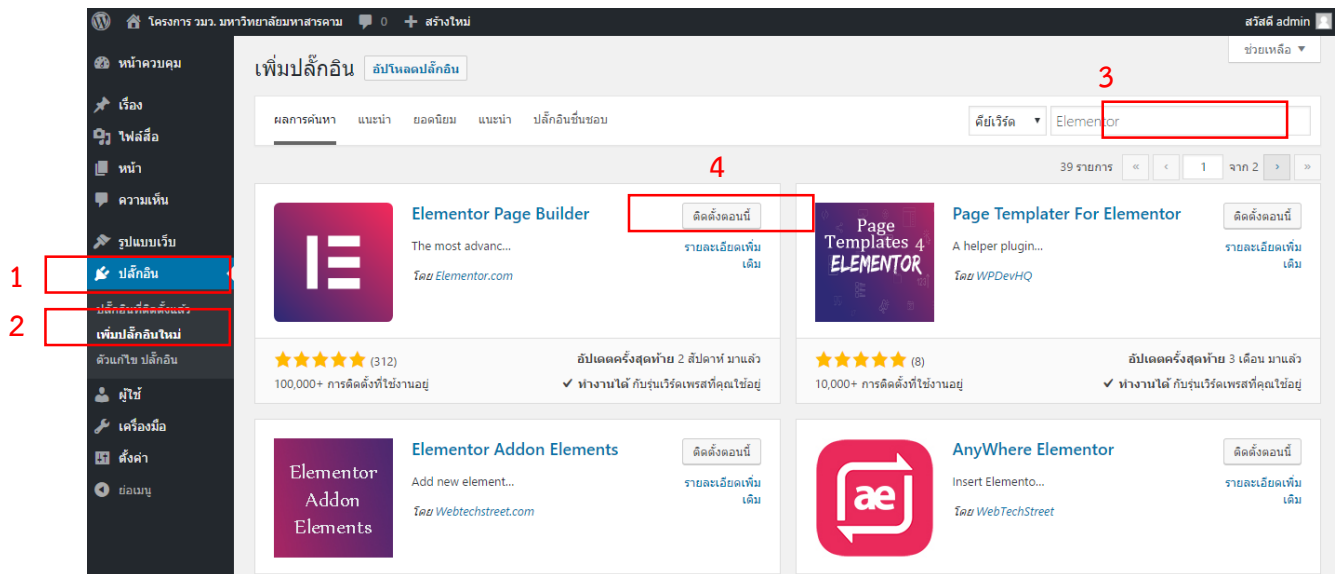 โครงการ วมว. มหาวิทยาลัยมหาสารคาม 0 + สร้างใหม่ สวัสดี admin
หน้าควบคุม
เรื่อง
ไฟล์สื่อ
หน้า
ความเห็น
รูปแบบเว็บ
1 ปลั๊กอิน
ปลั๊กอินที่ติดตั้งแล้ว
2 เพิ่มปลั๊กอินใหม่
ตัวแก้ไข ปลั๊กอิน
ผู้ใช้
เครื่องมือ
ตั้งค่า
ย่อเมนู
ช่วยเหลือ ▼
เพิ่มปลั๊กอิน อัปโหลดปลั๊กอิน
3
ผลการค้นหา แนะนำ ยอดนิยม แนะนำ ปลั๊กอินชื่นชอบ คีย์เวิร์ด ▼ Elementor
39 รายการ « ‹ 1 จาก 2 › »
4
Elementor Page Builder ติดตั้งตอนนี้
The most advanc... รายละเอียดเพิ่ม
เติม
โดย Elementor.com
(312) อัปเดตครั้งสุดท้าย 2 สัปดาห์ มาแล้ว
100,000+ การติดตั้งที่ใช้งานอยู่ ✔ ทำงานได้ กับรุ่นเวิร์ดเพรสที่คุณใช้อยู่
Page
Templates 4
ELEMENTOR
Page Templater For Elementor ติดตั้งตอนนี้
A helper plugin... รายละเอียดเพิ่ม
เติม
โดย WPDevHQ
(8) อัปเดตครั้งสุดท้าย 3 เดือน มาแล้ว
10,000+ การติดตั้งที่ใช้งานอยู่ ✔ ทำงานได้ กับรุ่นเวิร์ดเพรสที่คุณใช้อยู่
Elementor
Addon
Elements
Elementor Addon Elements ติดตั้งตอนนี้
Add new element... รายละเอียดเพิ่ม
เติม
โดย Webtechstreet.com
ae
AnyWhere Elementor ติดตั้งตอนนี้
Insert Elemento... รายละเอียดเพิ่ม
เติม
โดย WebTechStreet